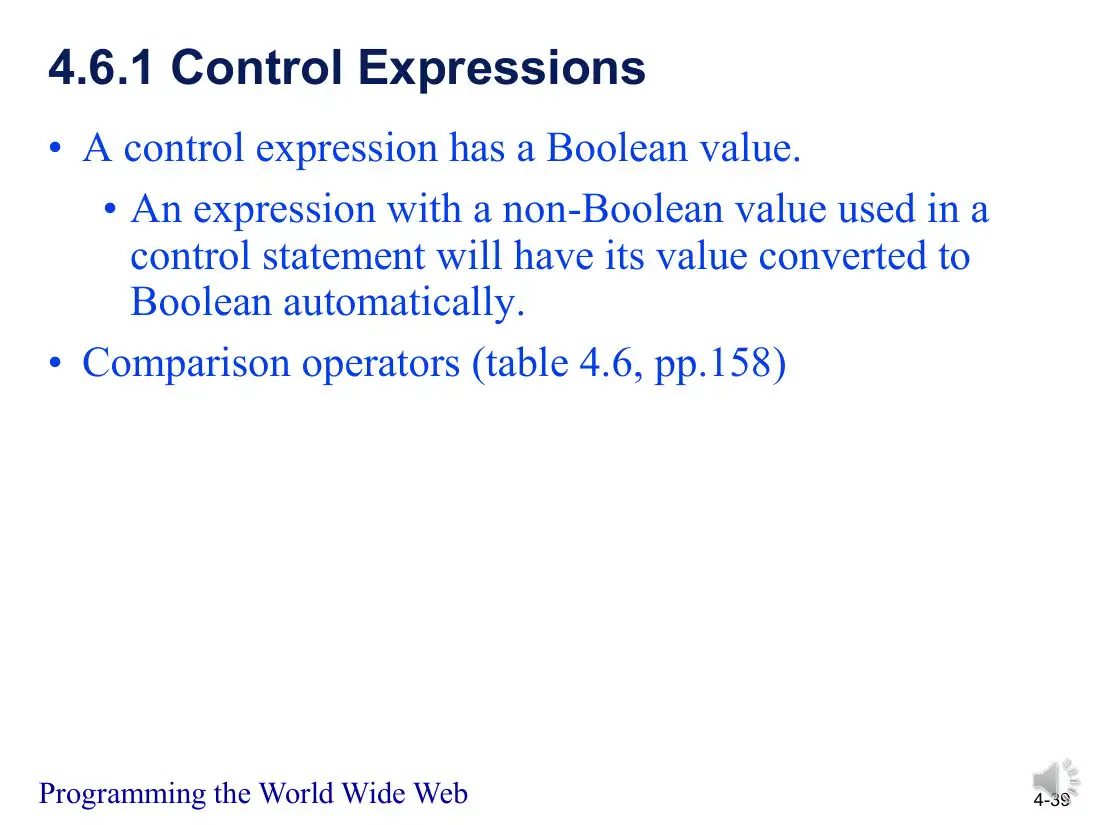 4.6.1 Control Expressions
• A control expression has a Boolean value.
• An expression with a non-Boolean value used in a
control statement will have its value converted to
Boolean automatically.
• Comparison operators (table 4.6, pp.158)
Programming the World Wide Web
4-39